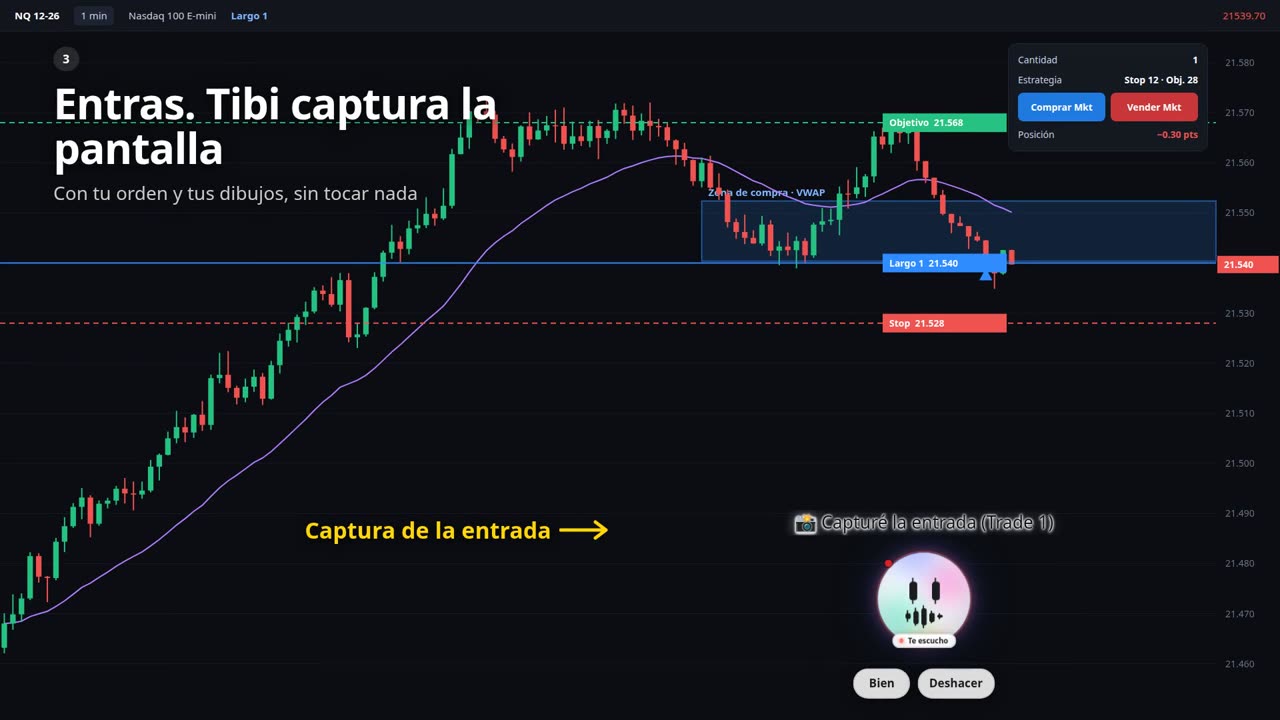 NQ 12-26 1 min Nasdaq 100 E-mini Largo 1 21539.70
3
Entras. Tibi captura la
pantalla
Con tu orden y tus dibujos, sin tocar nada
Cantidad 1
Estrategia Stop 12 · Obj. 28
Comprar Mkt Vender Mkt
Posición −0.30 pts
Objetivo 21.568
Zona de compra · VWAP
Largo 1 21.540
21.540
Stop 21.528
21.580
21.570
21.560
21.550
21.530
21.520
21.510
21.500
21.490
21.480
21.470
21.460
Captura de la entrada
Capturé la entrada (Trade 1)
Te escucho
Bien Deshacer